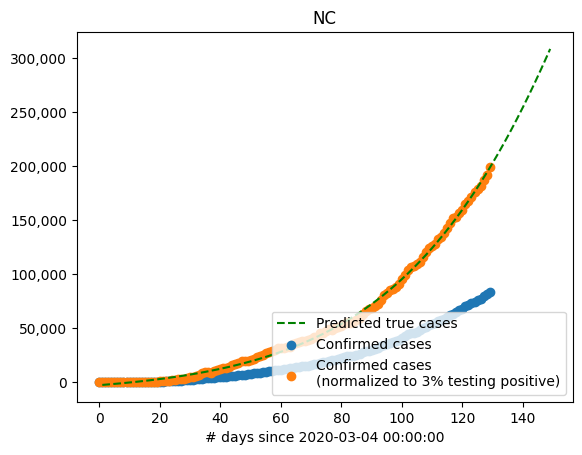 NC
300,000
250,000
200,000
150,000
100,000
50,000
0
Predicted true cases
Confirmed cases
Confirmed cases
(normalized to 3% testing positive)
0 20 40 60 80 100 120 140
# days since 2020-03-04 00:00:00